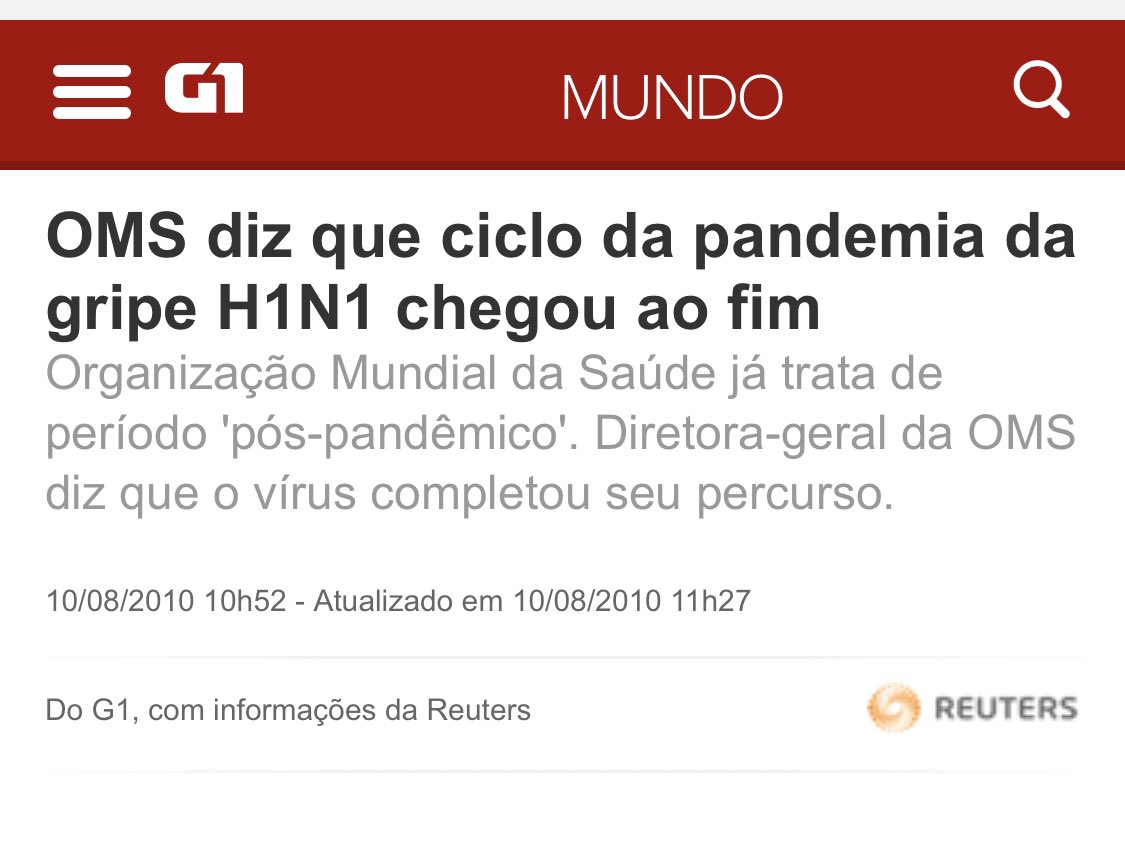 G1 MUNDO
OMS diz que ciclo da pandemia da
gripe H1N1 chegou ao fim
Organização Mundial da Saúde já trata de
período 'pós-pandêmico'. Diretora-geral da OMS
diz que o vírus completou seu percurso.
10/08/2010 10h52 - Atualizado em 10/08/2010 11h27
Do G1, com informações da Reuters REUTERS